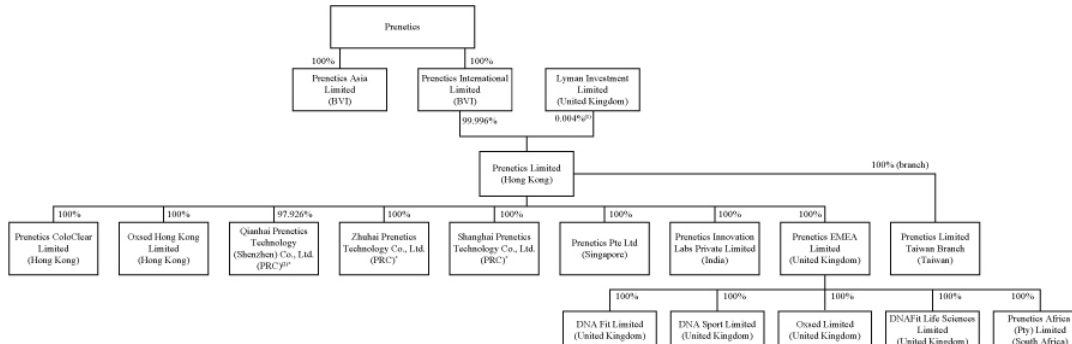 Prenetics
100%
100%
Prenetics Asia
Limited
(BVI)
Prenetics International
Limited
(BVI)
Lyman Investment
Limited
(United Kingdom)
99.996%
0.004%(1)
Prenetics Limited
(Hong Kong)
100% (branch)
100%
100%
97.926%
100%
100%
100%
100%
100%
Prenetics ColoClear
Limited
(Hong Kong)
Oxsed Hong Kong
Limited
(Hong Kong)
Qianhai Prenetics
Technology
(Shenzhen) Co., Ltd.
(PRC)(2)*
Zhuhai Prenetics
Technology Co., Ltd.
(PRC)*
Shanghai Prenetics
Technology Co., Ltd.
(PRC)*
Prenetics Pte Ltd
(Singapore)
Prenetics Innovation
Labs Private Limited
(India)
Prenetics EMEA
Limited
(United Kingdom)
Prenetics Limited
Taiwan Branch
(Taiwan)
100%
100%
100%
100%
100%
DNA Fit Limited
(United Kingdom)
DNA Sport Limited
(United Kingdom)
Oxsed Limited
(United Kingdom)
DNAFit Life Sciences
Limited
(United Kingdom)
Prenetics Africa
(Pty) Limited
(South Africa)